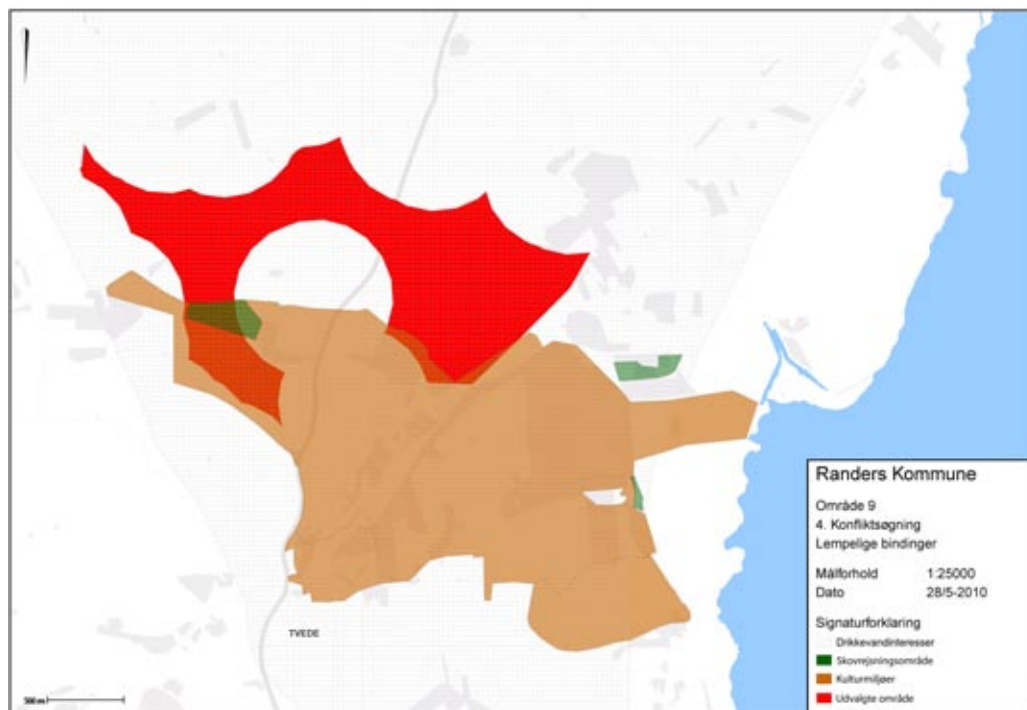 TVEDE
500 m
Randers Kommune
Område 9
4. Konfliktsøgning
Lempelige bindinger
Målforhold 1:25000
Dato 28/5-2010
Signaturforklaring
Drikkevandinteresser
Skovrejsningsområde
Kulturmiljøer
Udvalgte område